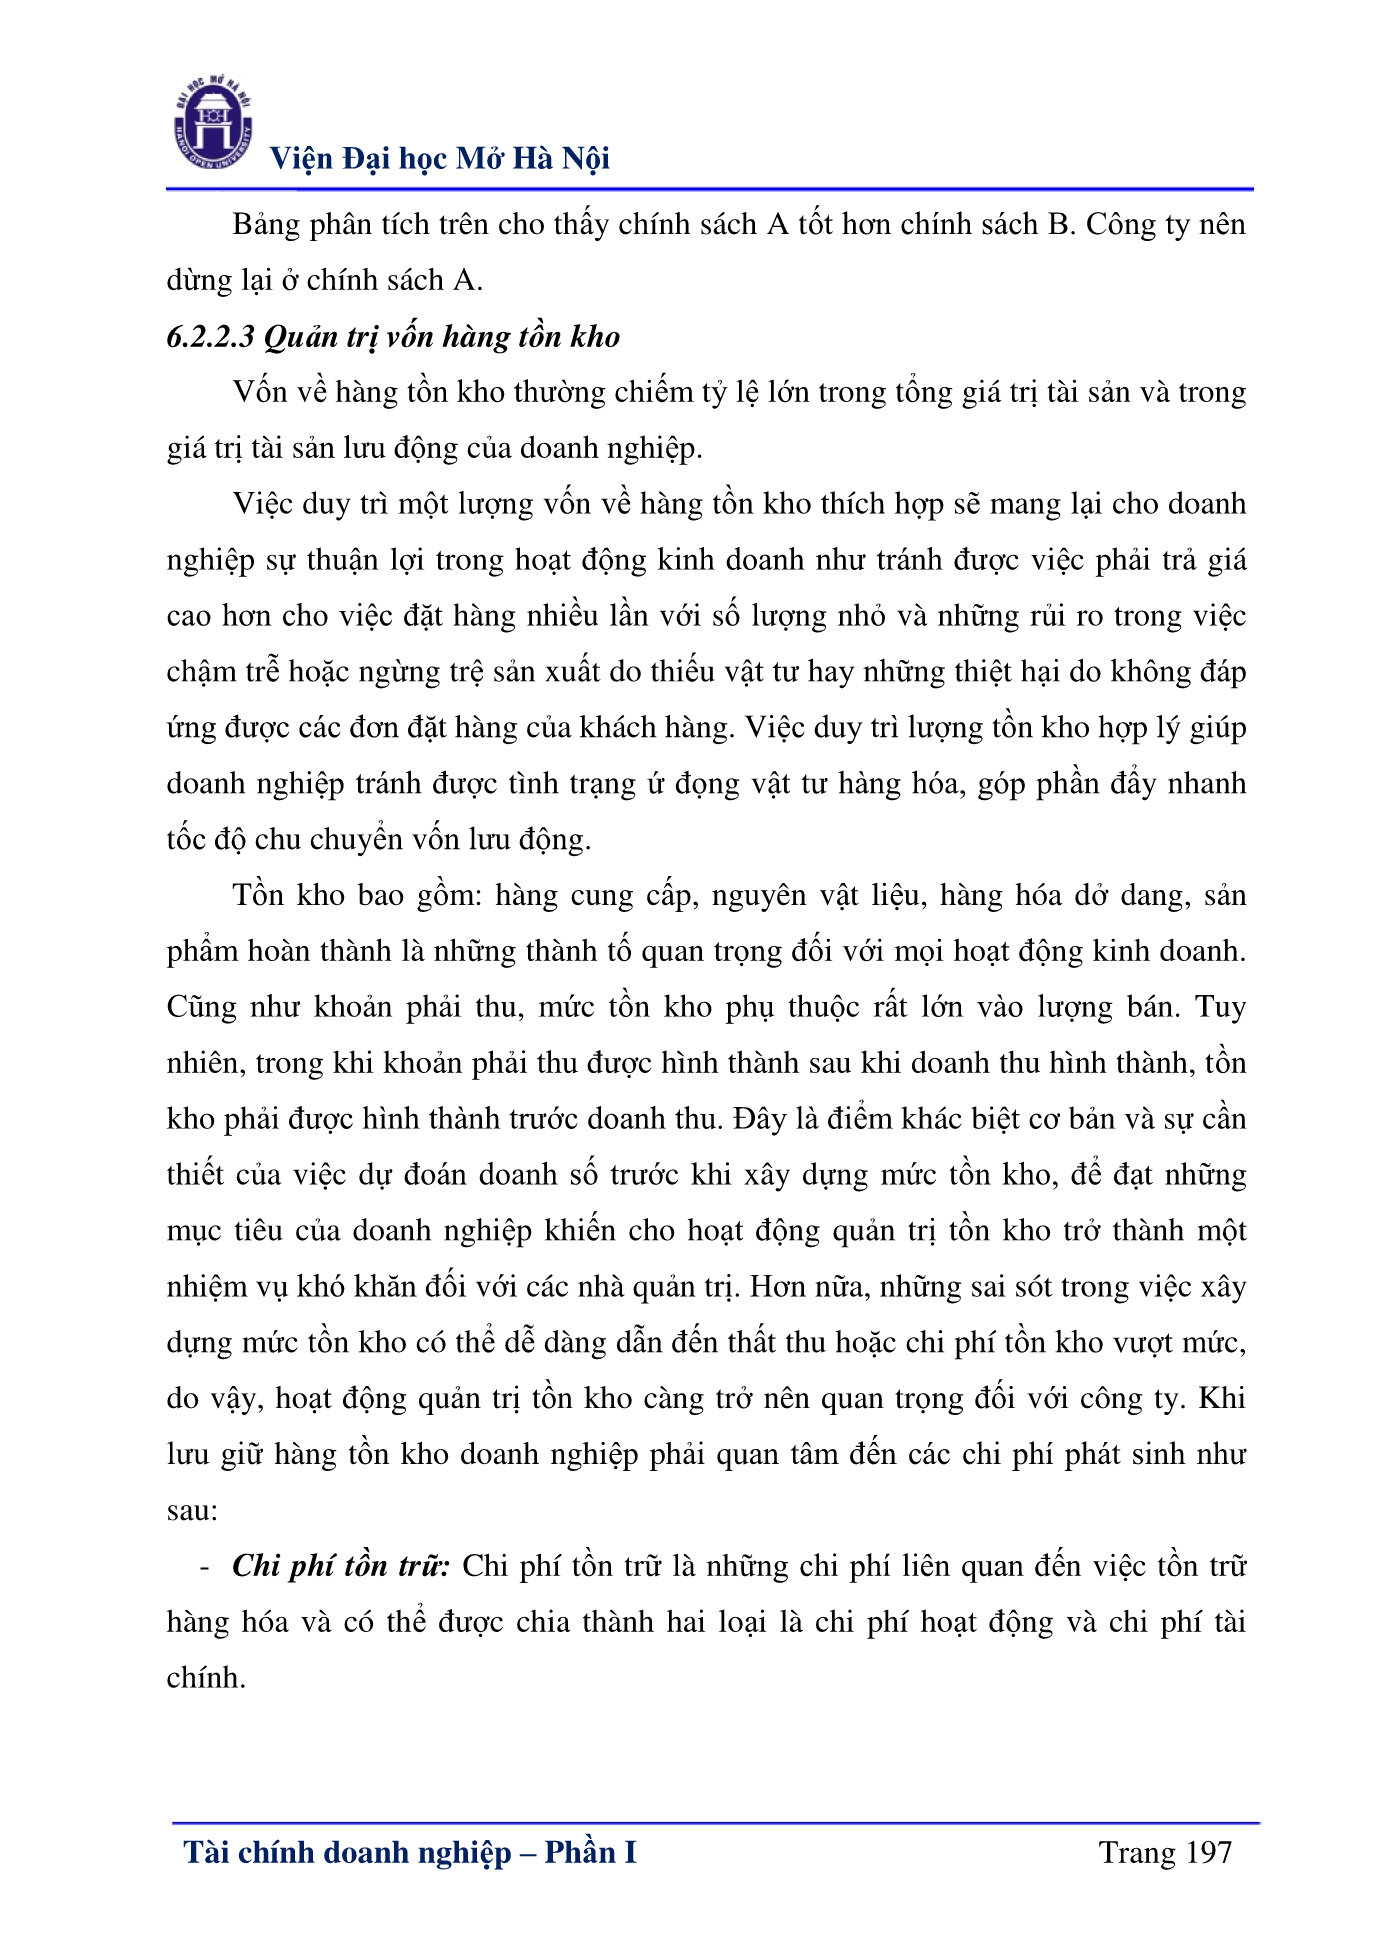 ĐẠI HỌC MỞ HÀ NỘI
HANOI OPEN UNIVERSITY
Viện Đại học Mở Hà Nội
Bảng phân tích trên cho thấy chính sách A tốt hơn chính sách B. Công ty nên
dừng lại ở chính sách A.
6.2.2.3 Quản trị vốn hàng tồn kho
Vốn về hàng tồn kho thường chiếm tỷ lệ lớn trong tổng giá trị tài sản và trong
giá trị tài sản lưu động của doanh nghiệp.
Việc duy trì một lượng vốn về hàng tồn kho thích hợp sẽ mang lại cho doanh
nghiệp sự thuận lợi trong hoạt động kinh doanh như tránh được việc phải trả giá
cao hơn cho việc đặt hàng nhiều lần với số lượng nhỏ và những rủi ro trong việc
chậm trễ hoặc ngừng trệ sản xuất do thiếu vật tư hay những thiệt hại do không đáp
ứng được các đơn đặt hàng của khách hàng. Việc duy trì lượng tồn kho hợp lý giúp
doanh nghiệp tránh được tình trạng ứ đọng vật tư hàng hóa, góp phần đẩy nhanh
tốc độ chu chuyển vốn lưu động.
Tồn kho bao gồm: hàng cung cấp, nguyên vật liệu, hàng hóa dở dang, sản
phẩm hoàn thành là những thành tố quan trọng đối với mọi hoạt động kinh doanh.
Cũng như khoản phải thu, mức tồn kho phụ thuộc rất lớn vào lượng bán. Tuy
nhiên, trong khi khoản phải thu được hình thành sau khi doanh thu hình thành, tồn
kho phải được hình thành trước doanh thu. Đây là điểm khác biệt cơ bản và sự cần
thiết của việc dự đoán doanh số trước khi xây dựng mức tồn kho, để đạt những
mục tiêu của doanh nghiệp khiến cho hoạt động quản trị tồn kho trở thành một
nhiệm vụ khó khăn đối với các nhà quản trị. Hơn nữa, những sai sót trong việc xây
dựng mức tồn kho có thể dễ dàng dẫn đến thất thu hoặc chi phí tồn kho vượt mức,
do vậy, hoạt động quản trị tồn kho càng trở nên quan trọng đối với công ty. Khi
lưu giữ hàng tồn kho doanh nghiệp phải quan tâm đến các chi phí phát sinh như
sau:
- Chi phí tồn trữ: Chi phí tồn trữ là những chi phí liên quan đến việc tồn trữ
hàng hóa và có thể được chia thành hai loại là chi phí hoạt động và chi phí tài
chính.
Tài chính doanh nghiệp – Phần I
Trang 197